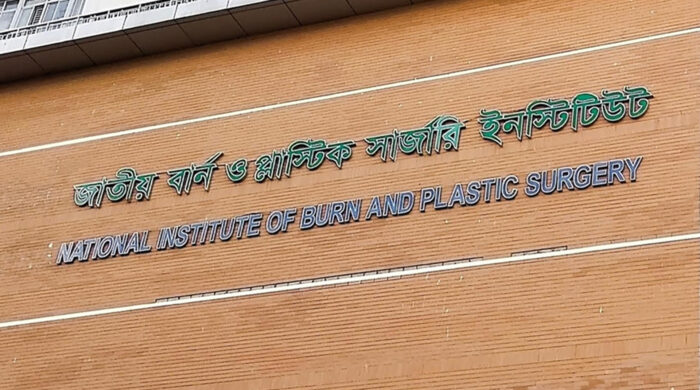 জাতীয় বার্ন ও প্লাস্টিক সার্জারি ইনস্টিটিউট
NATIONAL INSTITUTE OF BURN AND PLASTIC SURGERY